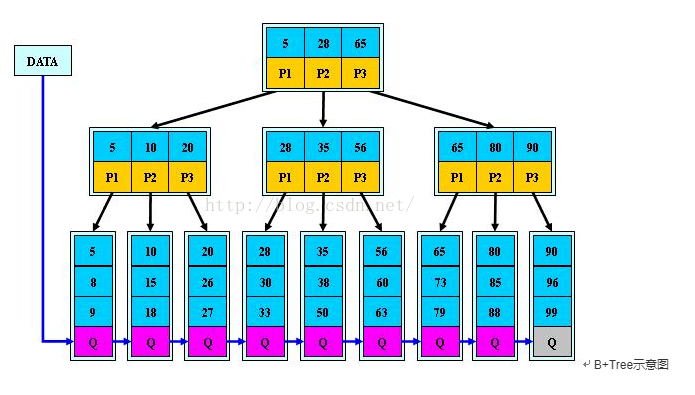 5 28 65
DATA
P1 P2 P3
5 10 20 28 35 56 65 80 90
P1 P2 P3 P1 P2 P3 P1 P2 P3
http://blog.csdn.net/
5 10 20 28 35 56 65 80 90
8 15 26 30 38 60 73 85 96
9 18 27 33 50 63 79 88 99
Q Q Q Q Q Q Q Q Q
↵ B+Tree示意图